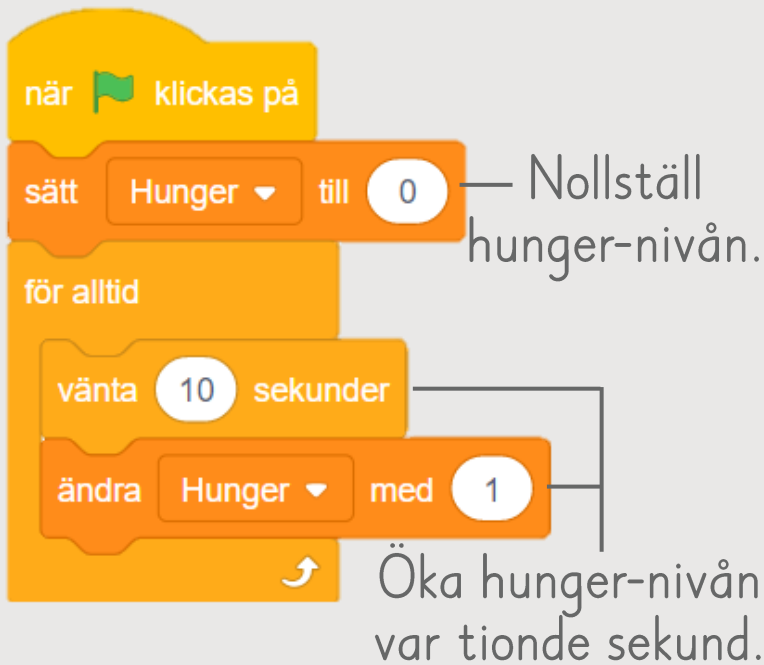 när klickas på
sätt Hunger till 0
Nollställ
hunger-nivån.
för alltid
vänta 10 sekunder
ändra Hunger med 1
Öka hunger-nivån
var tionde sekund.